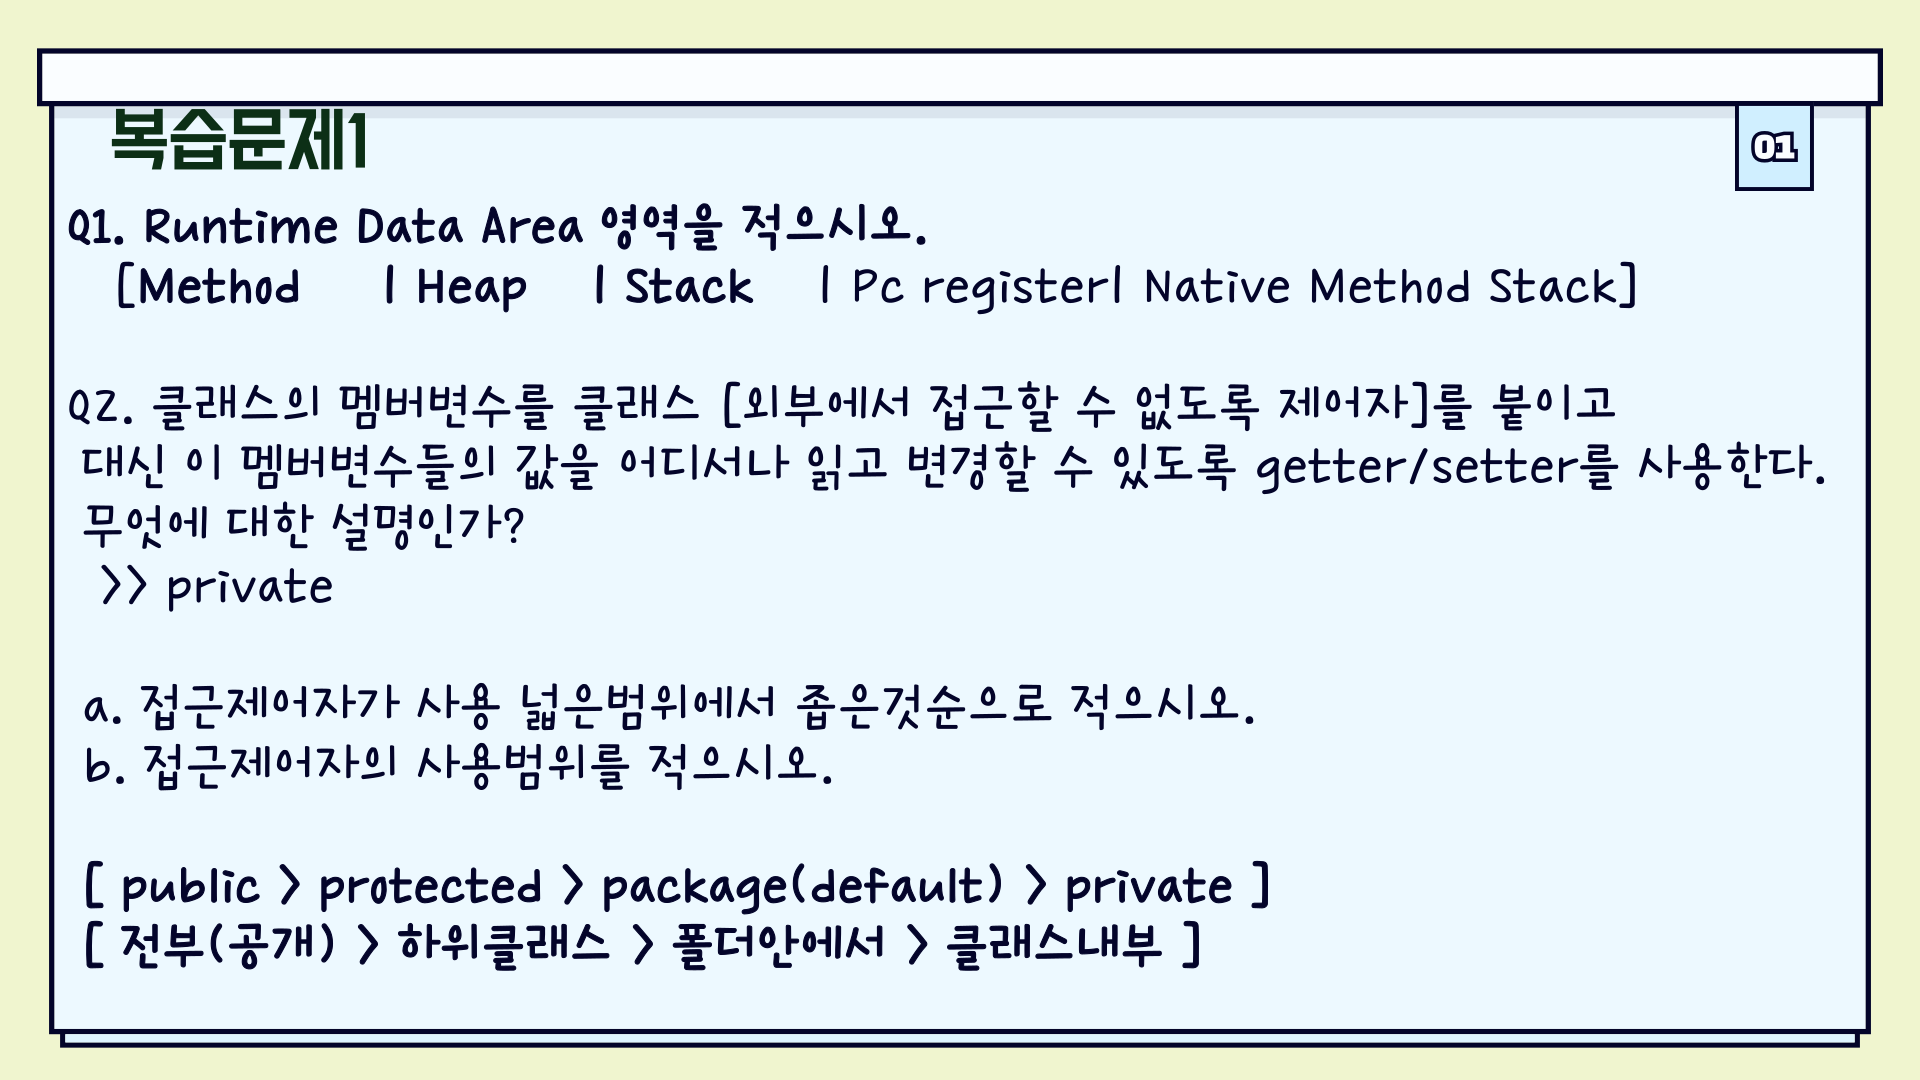 복습문제1
01
Q1. Runtime Data Area 영역을 적으시오.
[Method | Heap | Stack | Pc register| Native Method Stack]
Q2. 클래스의 멤버변수를 클래스 [외부에서 접근할 수 없도록 제어자]를 붙이고
대신 이 멤버변수들의 값을 어디서나 읽고 변경할 수 있도록 getter/setter를 사용한다.
무엇에 대한 설명인가?
>> private
a. 접근제어자가 사용 넓은범위에서 좁은것순으로 적으시오.
b. 접근제어자의 사용범위를 적으시오.
[ public > protected > package(default) > private ]
[ 전부(공개) > 하위클래스 > 폴더안에서 > 클래스내부 ]